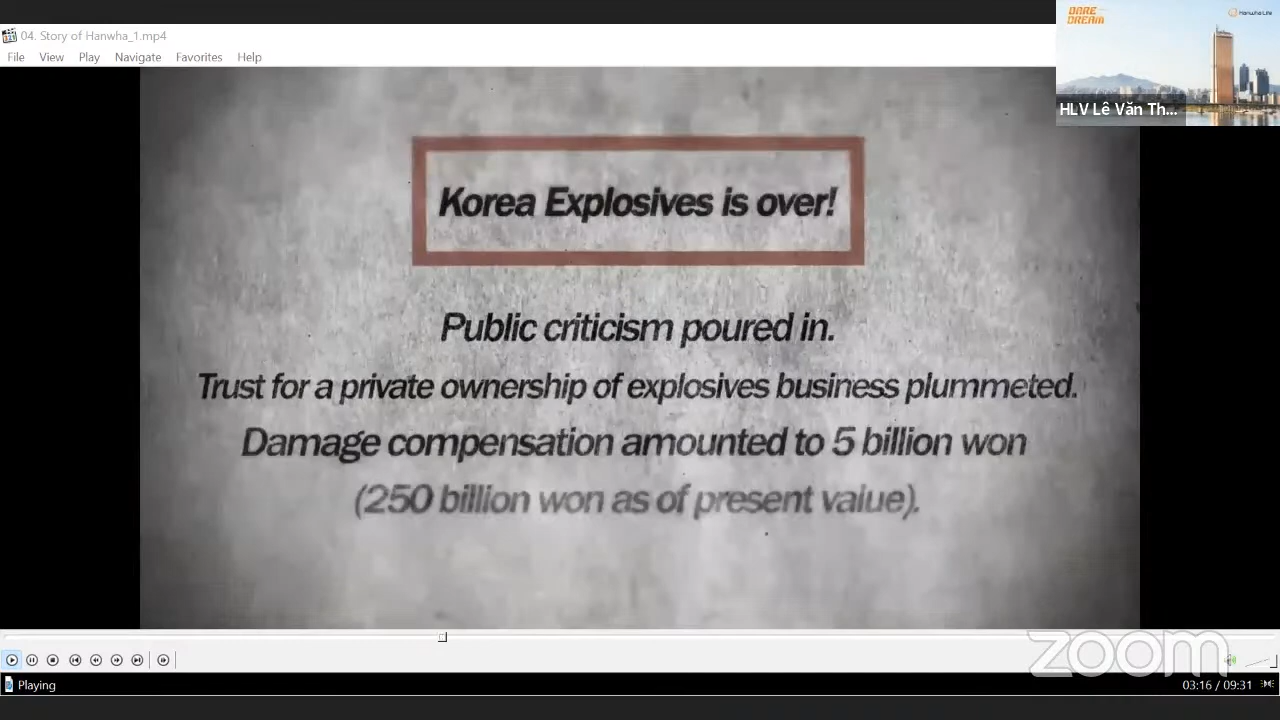 04. Story of Hanwha_1.mp4
File View Play Navigate Favorites Help
DARE
DREAM
Hanwha Life
HLV Lê Văn Th...
Korea Explosives is over!
Public criticism poured in.
Trust for a private ownership of explosives business plummeted.
Damage compensation amounted to 5 billion won
(250 billion won as of present value).
zoom
Playing
03:16 / 09:31